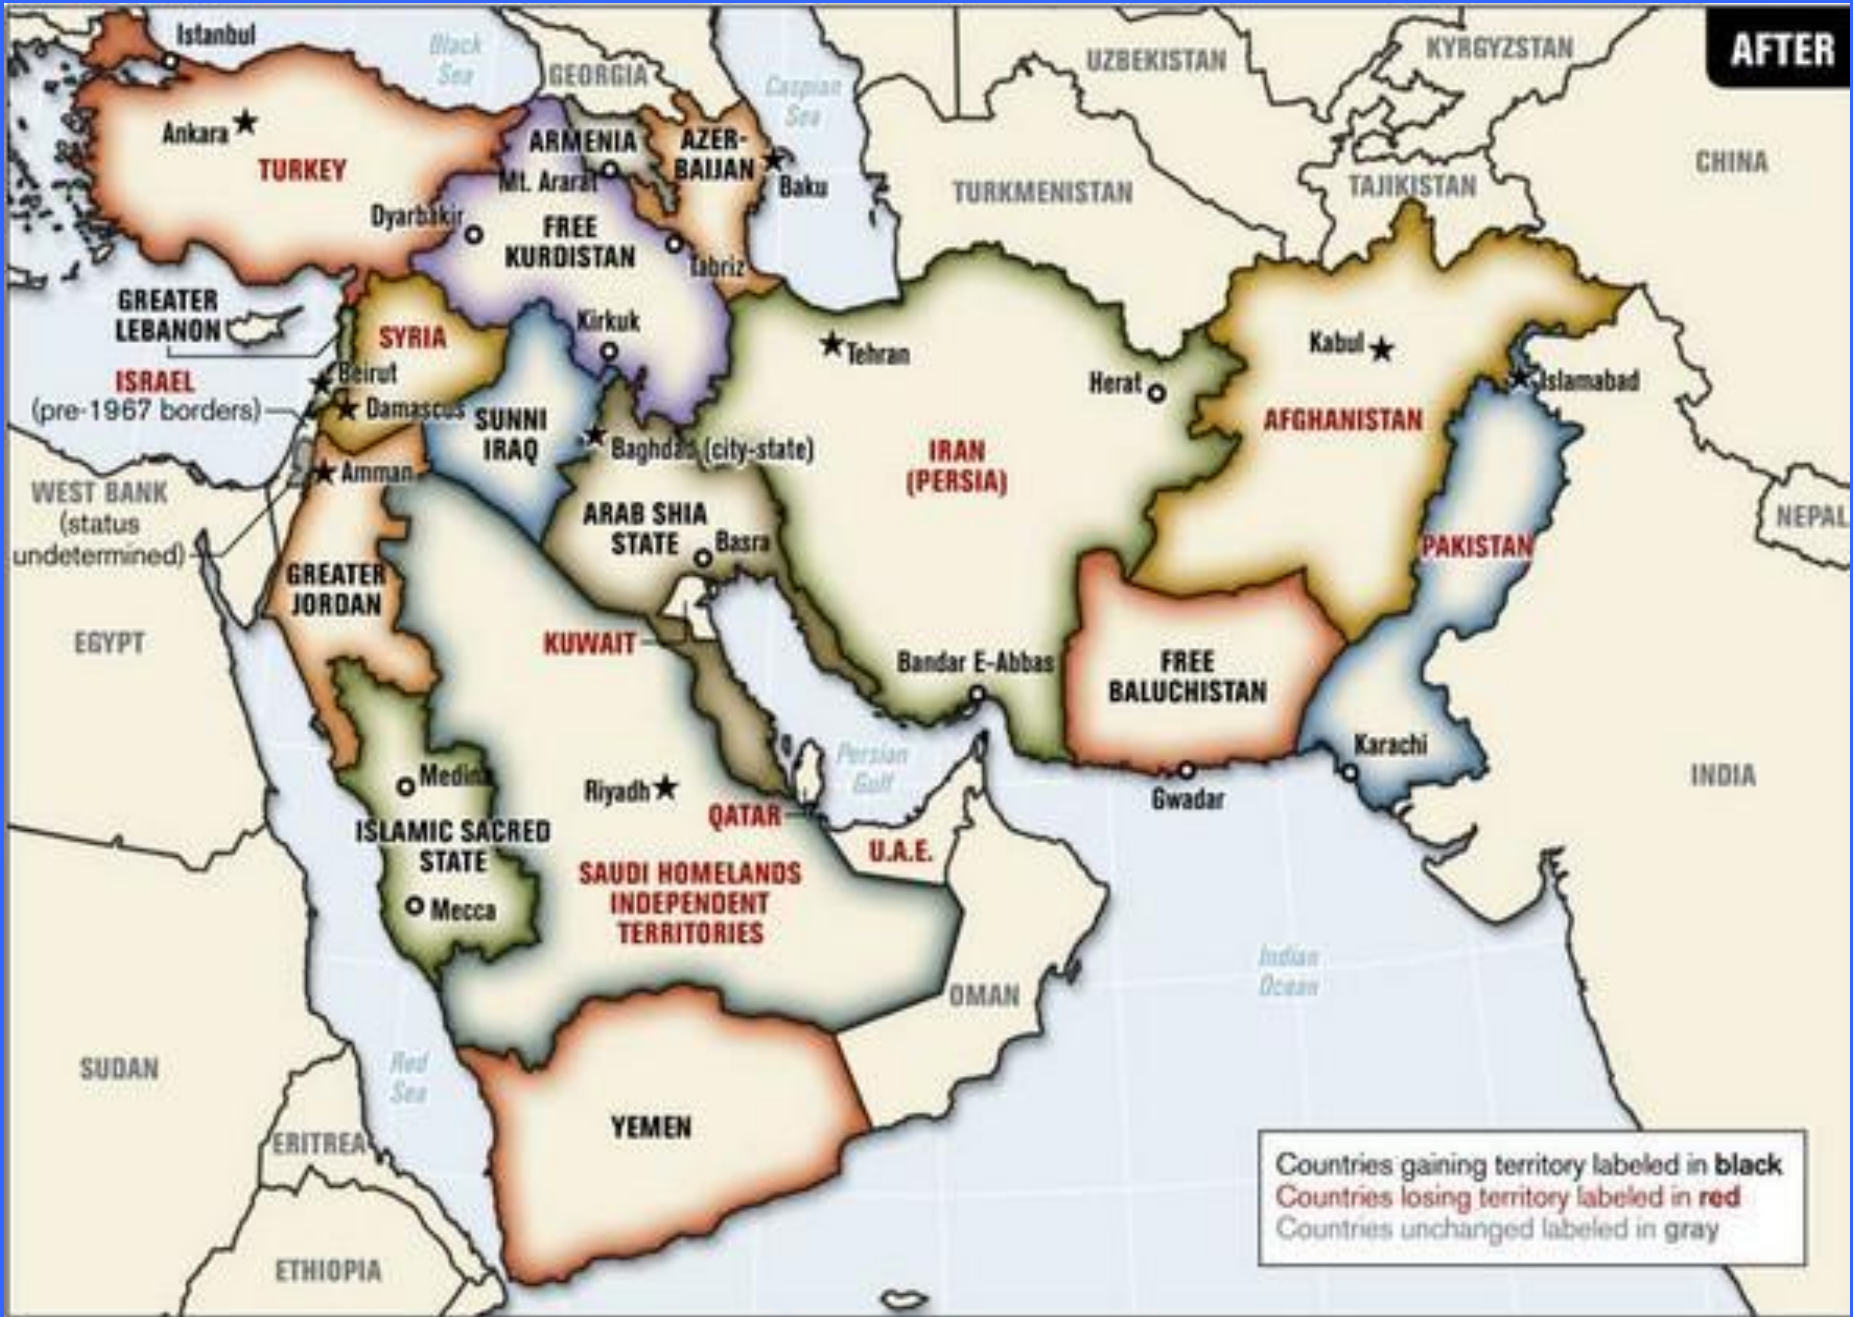 AFTER
Istanbul
Black
Sea
GEORGIA
Caspian
Sea
UZBEKISTAN
KYRGYZSTAN
Ankara
TURKEY
ARMENIA
AZER-
BAIJAN
Baku
Mt. Ararat
TURKMENISTAN
TAJIKISTAN
CHINA
Dyarbakir
FREE
KURDISTAN
Tabriz
GREATER
LEBANON
SYRIA
Kirkuk
Tehran
Herat
Kabul
Islamabad
ISRAEL
(pre-1967 borders)
Beirut
Damascus
SUNNI
IRAQ
Baghdad (city-state)
IRAN
(PERSIA)
AFGHANISTAN
Amman
WEST BANK
(status
undetermined)
ARAB SHIA
STATE
Basra
PAKISTAN
NEPAL
GREATER
JORDAN
EGYPT
KUWAIT
Bandar E-Abbas
FREE
BALUCHISTAN
Karachi
Persian
Gulf
Gwadar
INDIA
Medina
Riyadh
QATAR
U.A.E.
ISLAMIC SACRED
STATE
Mecca
SAUDI HOMELANDS
INDEPENDENT
TERRITORIES
OMAN
Indian
Ocean
SUDAN
Red
Sea
YEMEN
ERITREA
ETHIOPIA
Countries gaining territory labeled in black
Countries losing territory labeled in red
Countries unchanged labeled in gray